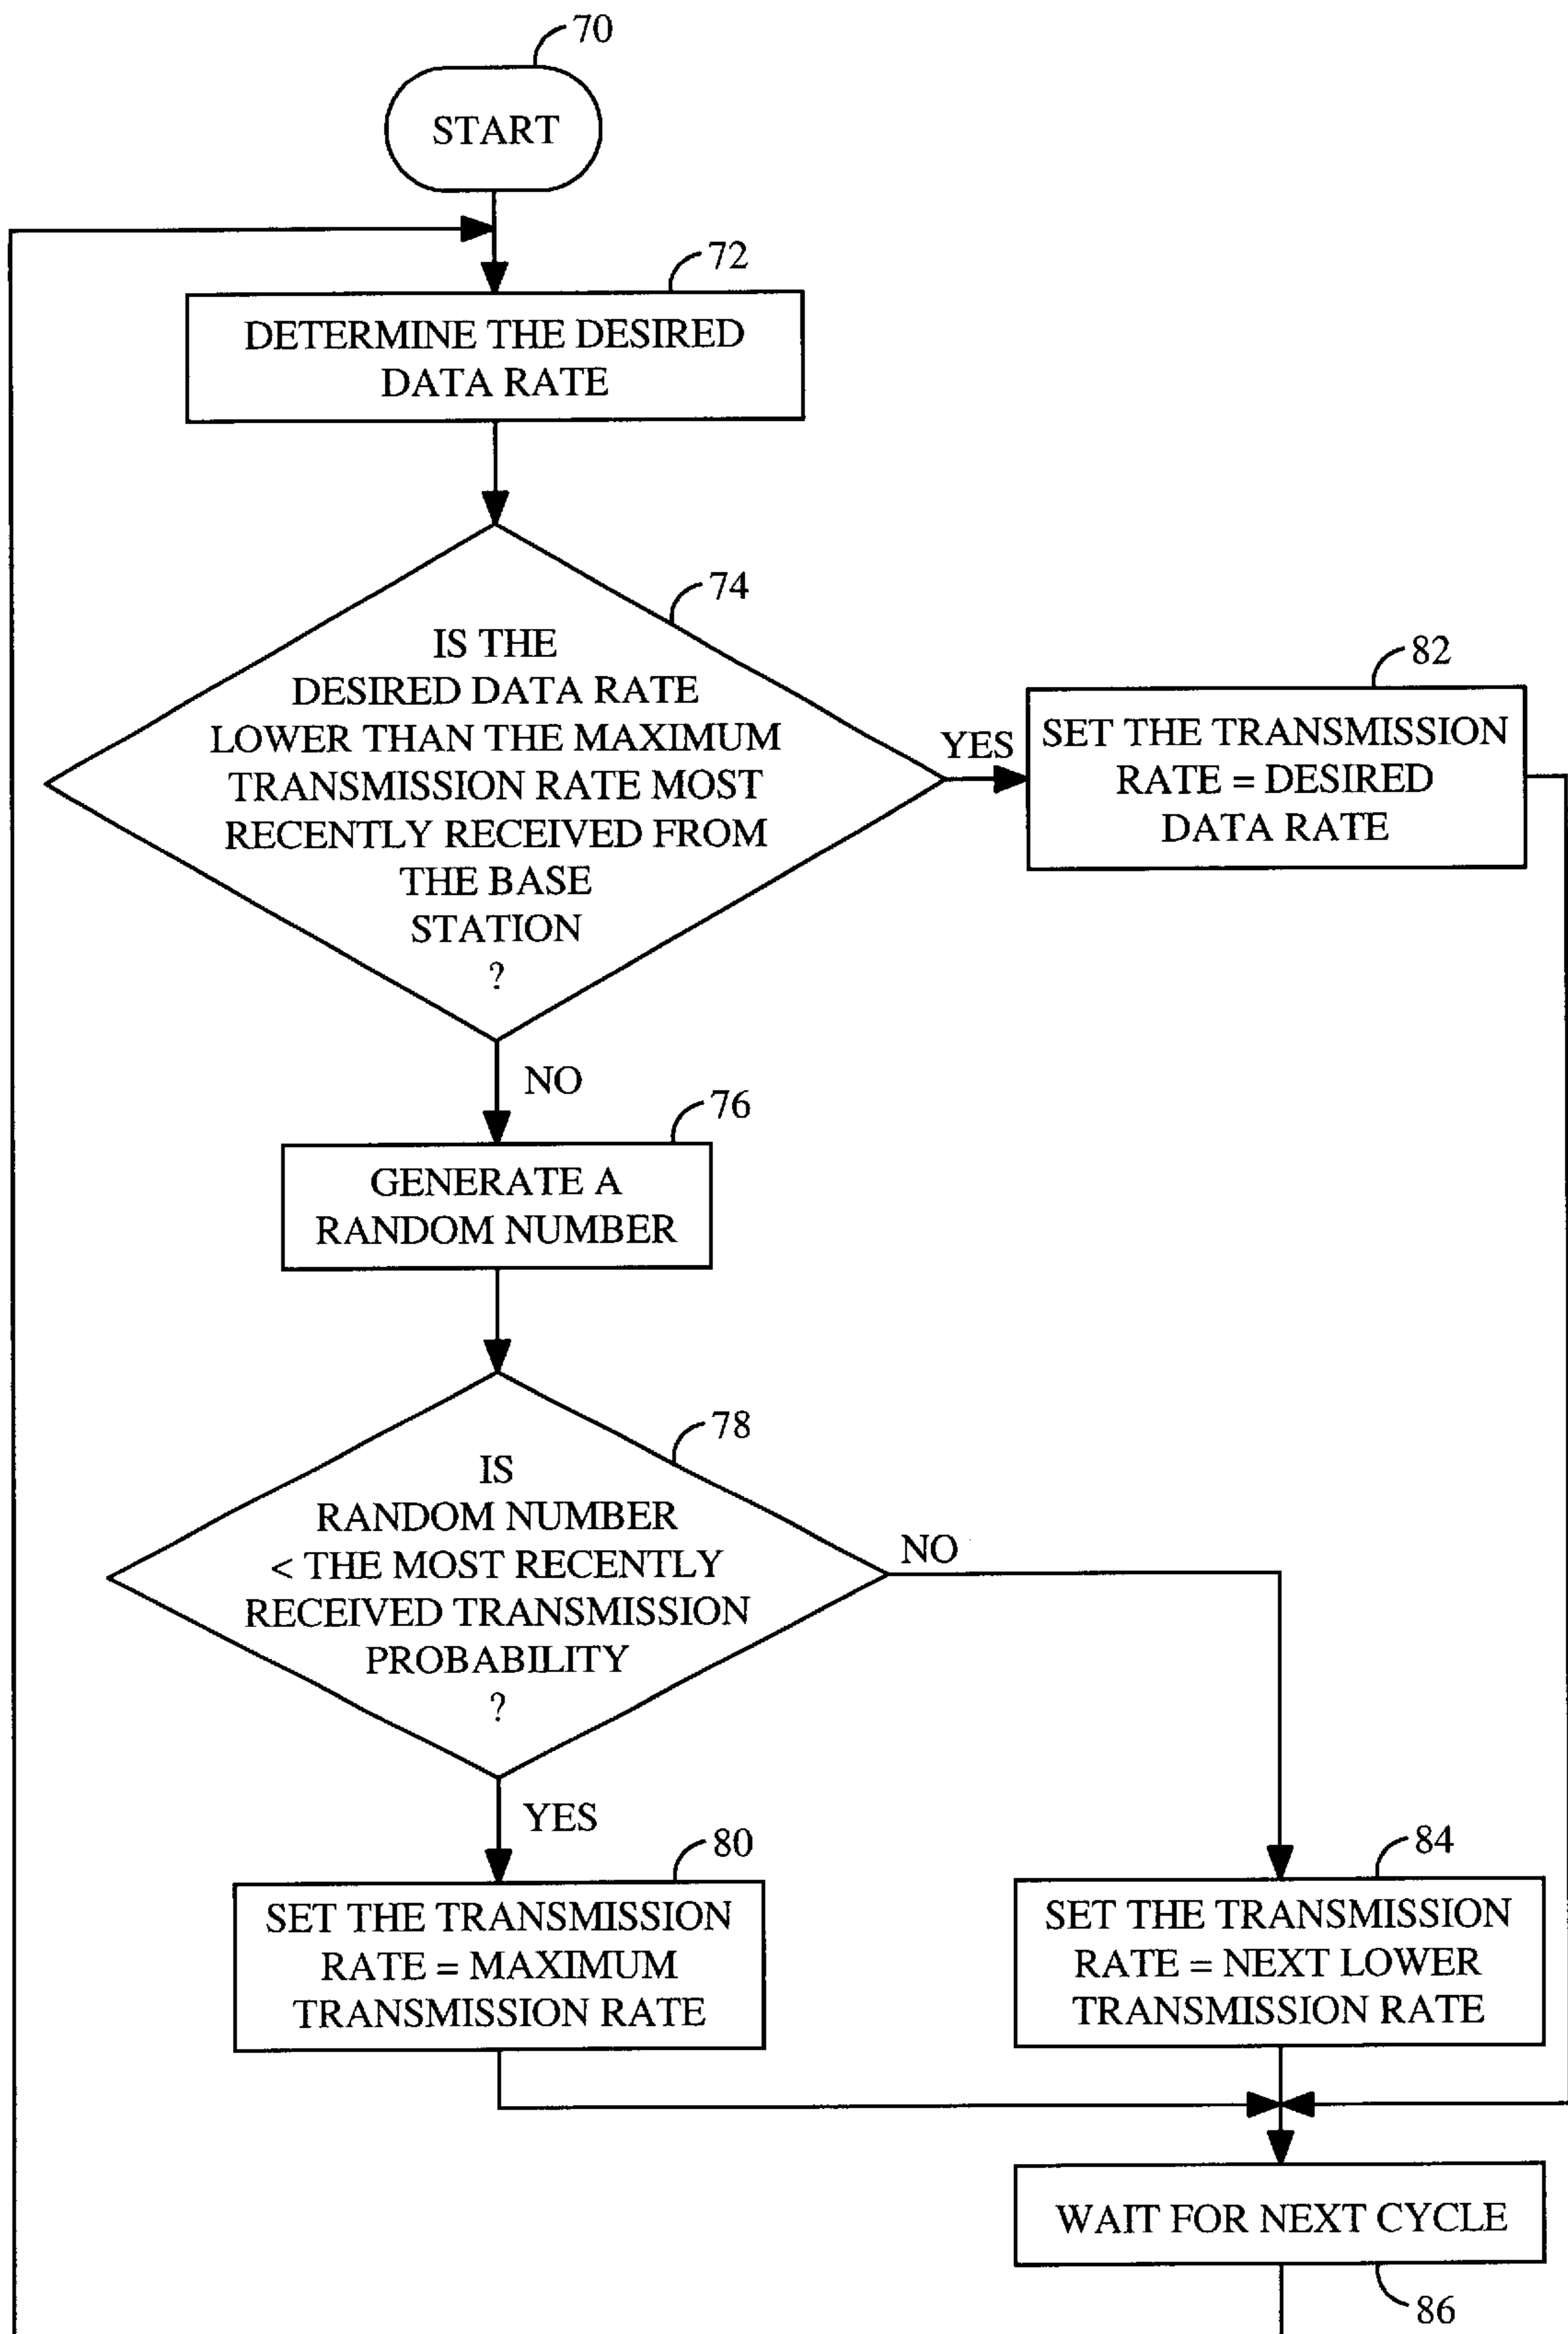 70
START
72
DETERMINE THE DESIRED
DATA RATE
74
IS THE
DESIRED DATA RATE
LOWER THAN THE MAXIMUM
TRANSMISSION RATE MOST
RECENTLY RECEIVED FROM
THE BASE
STATION
?
YES
82
SET THE TRANSMISSION
RATE = DESIRED
DATA RATE
NO
76
GENERATE A
RANDOM NUMBER
78
IS
RANDOM NUMBER
< THE MOST RECENTLY
RECEIVED TRANSMISSION
PROBABILITY
?
NO
YES
80
SET THE TRANSMISSION
RATE = MAXIMUM
TRANSMISSION RATE
84
SET THE TRANSMISSION
RATE = NEXT LOWER
TRANSMISSION RATE
WAIT FOR NEXT CYCLE
86